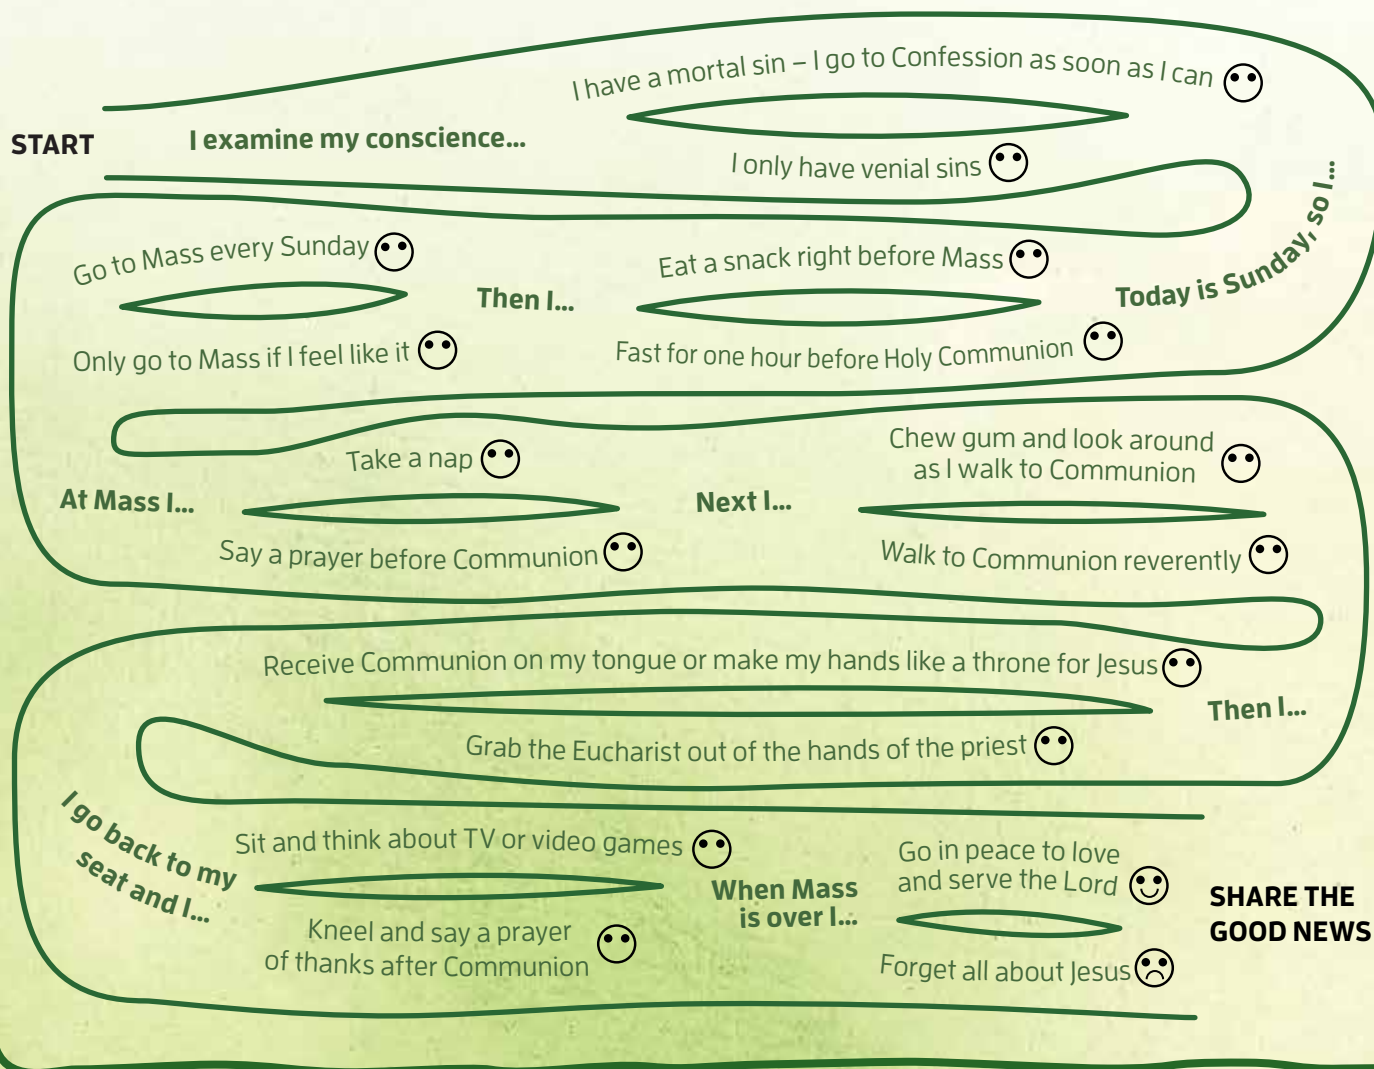 START
I examine my conscience...
I have a mortal sin – I go to Confession as soon as I can
I only have venial sins
Today is Sunday, so I...
Eat a snack right before Mass
Fast for one hour before Holy Communion
Then I...
Go to Mass every Sunday
Only go to Mass if I feel like it
At Mass I...
Take a nap
Say a prayer before Communion
Next I...
Chew gum and look around
as I walk to Communion
Walk to Communion reverently
Then I...
Receive Communion on my tongue or make my hands like a throne for Jesus
Grab the Eucharist out of the hands of the priest
I go back to my
seat and I...
Sit and think about TV or video games
Kneel and say a prayer
of thanks after Communion
When Mass
is over I...
Go in peace to love
and serve the Lord
Forget all about Jesus
SHARE THE
GOOD NEWS